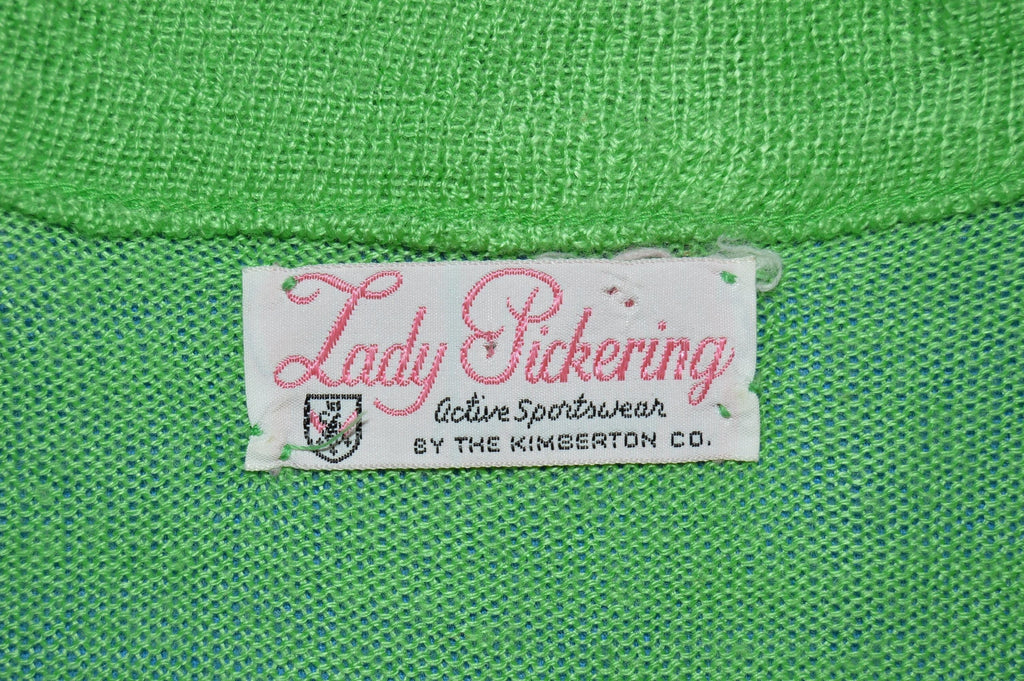 Lady Pickering
Active Sportswear
BY THE KIMBERTON CO.